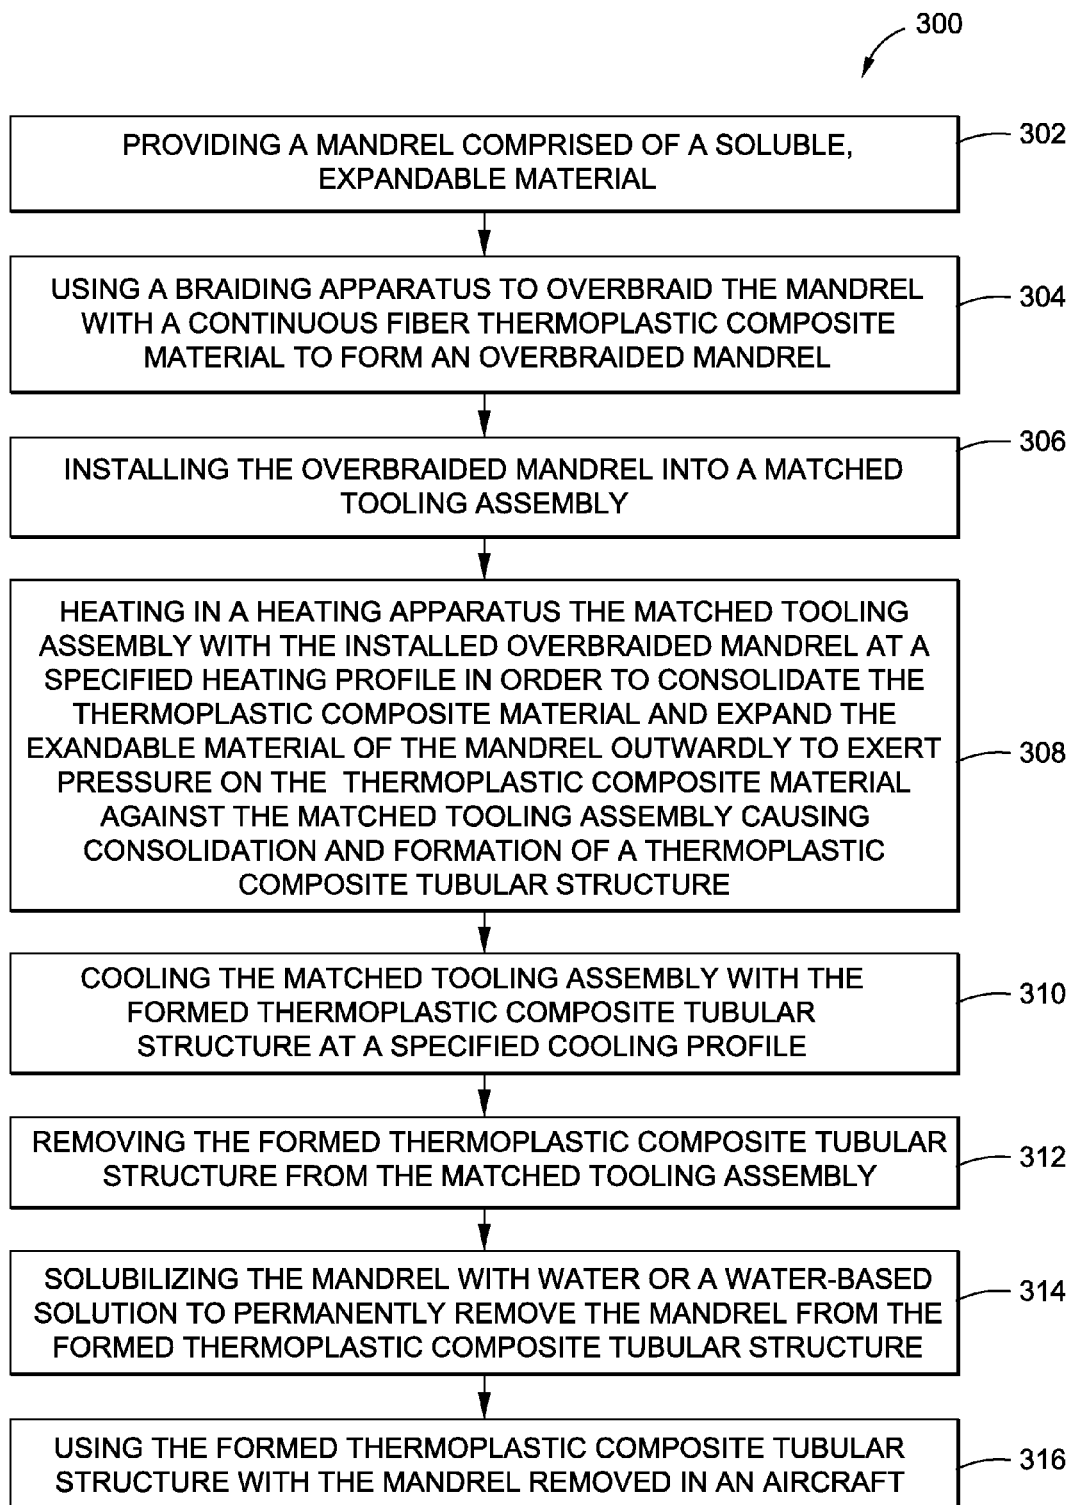 300
PROVIDING A MANDREL COMPRISED OF A SOLUBLE,
EXPANDABLE MATERIAL
302
USING A BRAIDING APPARATUS TO OVERBRAID THE MANDREL
WITH A CONTINUOUS FIBER THERMOPLASTIC COMPOSITE
MATERIAL TO FORM AN OVERBRAIDED MANDREL
304
INSTALLING THE OVERBRAIDED MANDREL INTO A MATCHED
TOOLING ASSEMBLY
306
HEATING IN A HEATING APPARATUS THE MATCHED TOOLING
ASSEMBLY WITH THE INSTALLED OVERBRAIDED MANDREL AT A
SPECIFIED HEATING PROFILE IN ORDER TO CONSOLIDATE THE
THERMOPLASTIC COMPOSITE MATERIAL AND EXPAND THE
EXANDABLE MATERIAL OF THE MANDREL OUTWARDLY TO EXERT
PRESSURE ON THE THERMOPLASTIC COMPOSITE MATERIAL
AGAINST THE MATCHED TOOLING ASSEMBLY CAUSING
CONSOLIDATION AND FORMATION OF A THERMOPLASTIC
COMPOSITE TUBULAR STRUCTURE
308
COOLING THE MATCHED TOOLING ASSEMBLY WITH THE
FORMED THERMOPLASTIC COMPOSITE TUBULAR
STRUCTURE AT A SPECIFIED COOLING PROFILE
310
REMOVING THE FORMED THERMOPLASTIC COMPOSITE TUBULAR
STRUCTURE FROM THE MATCHED TOOLING ASSEMBLY
312
SOLUBILIZING THE MANDREL WITH WATER OR A WATER-BASED
SOLUTION TO PERMANENTLY REMOVE THE MANDREL FROM THE
FORMED THERMOPLASTIC COMPOSITE TUBULAR STRUCTURE
314
USING THE FORMED THERMOPLASTIC COMPOSITE TUBULAR
STRUCTURE WITH THE MANDREL REMOVED IN AN AIRCRAFT
316